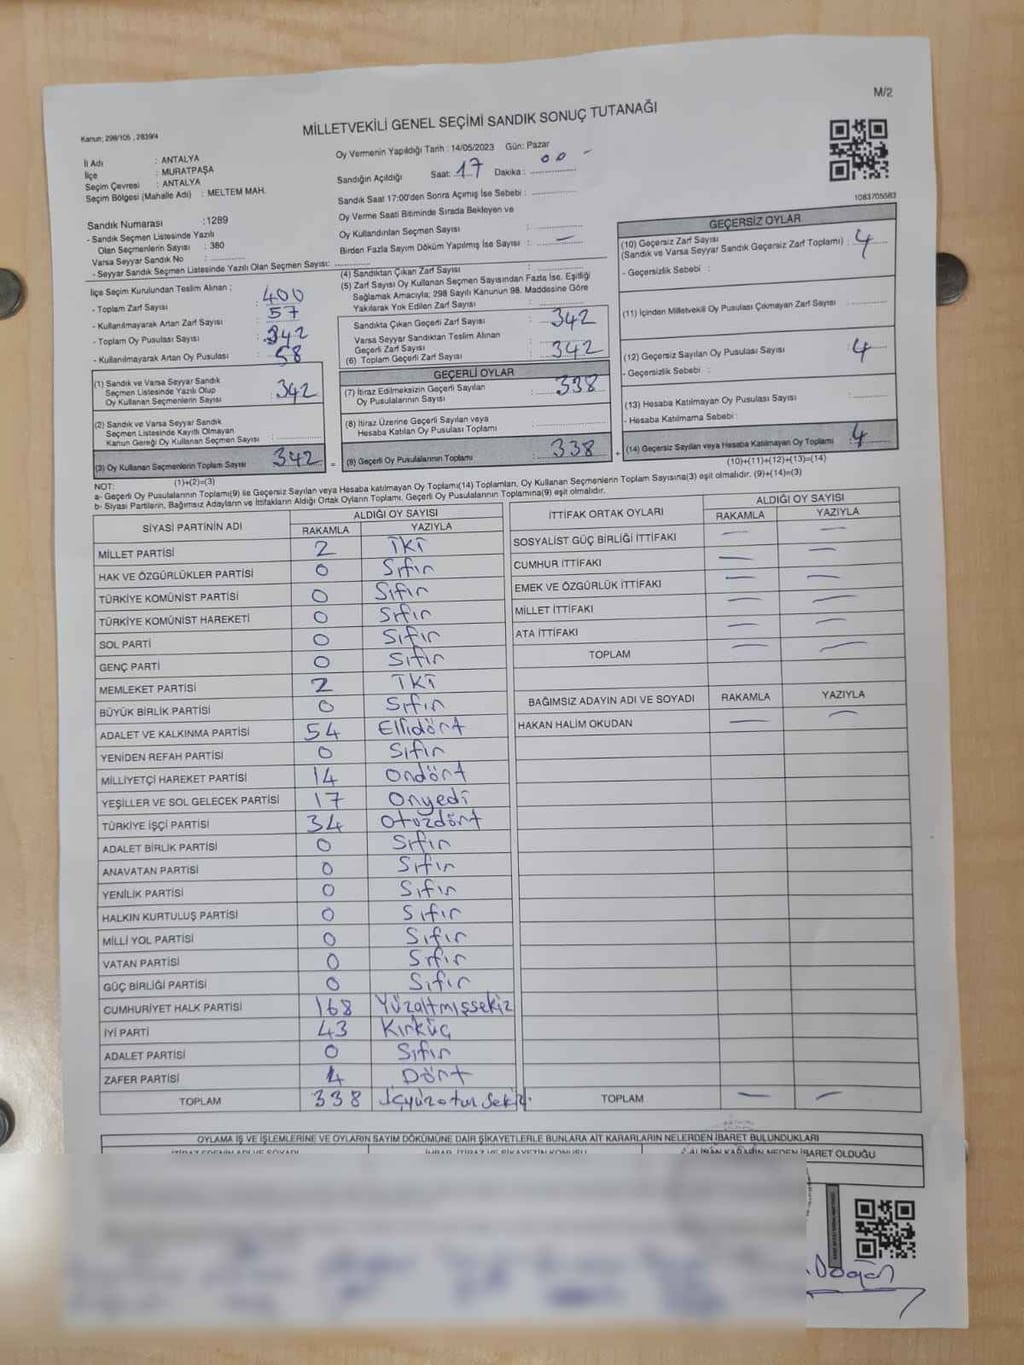 M/2
Kanun: 298/105 , 2839/4
MİLLETVEKİLİ GENEL SEÇİMİ SANDIK SONUÇ TUTANAĞI
İl Adı : ANTALYA
İlçe : MURATPAŞA
Seçim Çevresi : ANTALYA
Seçim Bölgesi (Mahalle Adı) : MELTEM MAH.
Oy Vermenin Yapıldığı Tarih : 14/05/2023 Gün: Pazar
Sandığın Açıldığı Saat: 17 Dakika : 00
Sandık Saat 17:00'den Sonra Açımış İse Sebebi :
Oy Verme Saati Bitiminde Sırada Bekleyen ve
Oy Kullandırılan Seçmen Sayısı :
Birden Fazla Sayım Döküm Yapılmış İse Sayısı : —
1083705583
Sandık Numarası : 1289
- Sandık Seçmen Listesinde Yazılı
Olan Seçmenlerin Sayısı : 380
Varsa Seyyar Sandık No :
- Seyyar Sandık Seçmen Listesinde Yazılı Olan Seçmen Sayısı:
İlçe Seçim Kurulundan Teslim Alınan ;
- Toplam Zarf Sayısı : 400
- Kullanılmayarak Artan Zarf Sayısı : 57
- Toplam Oy Pusulası Sayısı : 342
- Kullanılmayarak Artan Oy Pusulası : 58
(1) Sandık ve Varsa Seyyar Sandık
Seçmen Listesinde Yazılı Olup
Oy Kullanan Seçmenlerin Sayısı : 342
(2) Sandık ve Varsa Seyyar Sandık
Seçmen Listesinde Kayıtlı Olmayan
Kanun Gereği Oy Kullanan Seçmen Sayısı :
(3) Oy Kullanan Seçmenlerin Toplam Sayısı 342
(1)+(2)=(3)
(4) Sandıktan Çıkan Zarf Sayısı :
(5) Zarf Sayısı Oy Kullanan Seçmen Sayısından Fazla İse, Eşitliği
Sağlamak Amacıyla; 298 Sayılı Kanunun 98. Maddesine Göre
Yakılarak Yok Edilen Zarf Sayısı :
Sandıkta Çıkan Geçerli Zarf Sayısı : 342
Varsa Seyyar Sandıktan Teslim Alınan
Geçerli Zarf Sayısı :
(6) Toplam Geçerli Zarf Sayısı : 342
GEÇERLİ OYLAR
(7) İtiraz Edilmeksizin Geçerli Sayılan
Oy Pusulalarının Sayısı : 338
(8) İtiraz Üzerine Geçerli Sayılan veya
Hesaba Katılan Oy Pusulası Toplamı :
(9) Geçerli Oy Pusulalarının Toplamı : 338
GEÇERSİZ OYLAR
(10) Geçersiz Zarf Sayısı
(Sandık ve Varsa Seyyar Sandık Geçersiz Zarf Toplamı) : 4
- Geçersizlik Sebebi :
(11) İçinden Milletvekili Oy Pusulası Çıkmayan Zarf Sayısı :
(12) Geçersiz Sayılan Oy Pusulası Sayısı : 4
- Geçersizlik Sebebi :
(13) Hesaba Katılmayan Oy Pusulası Sayısı :
- Hesaba Katılmama Sebebi :
(14) Geçersiz Sayılan veya Hesaba Katılmayan Oy Toplamı : 4
(10)+(11)+(12)+(13)=(14)
NOT:
a- Geçerli Oy Pusulalarının Toplamı(9) ile Geçersiz Sayılan veya Hesaba katılmayan Oy Toplamı(14) Toplamları, Oy Kullanan Seçmenlerin Toplam Sayısına(3) eşit olmalıdır. (9)+(14)=(3)
b- Siyasi Partilerin, Bağımsız Adayların ve İttifakların Aldığı Ortak Oyların Toplamı, Geçerli Oy Pusulalarının Toplamına(9) eşit olmalıdır.
SİYASİ PARTİNİN ADI ALDIĞI OY SAYISI
RAKAMLA YAZIYLA
MİLLET PARTİSİ 2 İki
HAK VE ÖZGÜRLÜKLER PARTİSİ 0 Sıfır
TÜRKİYE KOMÜNİST PARTİSİ 0 Sıfır
TÜRKİYE KOMÜNİST HAREKETİ 0 Sıfır
SOL PARTİ 0 Sıfır
GENÇ PARTİ 0 Sıfır
MEMLEKET PARTİSİ 2 İki
BÜYÜK BİRLİK PARTİSİ 0 Sıfır
ADALET VE KALKINMA PARTİSİ 54 Ellidört
YENİDEN REFAH PARTİSİ 0 Sıfır
MİLLİYETÇİ HAREKET PARTİSİ 14 Ondört
YEŞİLLER VE SOL GELECEK PARTİSİ 17 Onyedi
TÜRKİYE İŞÇİ PARTİSİ 34 Otuzdört
ADALET BİRLİK PARTİSİ 0 Sıfır
ANAVATAN PARTİSİ 0 Sıfır
YENİLİK PARTİSİ 0 Sıfır
HALKIN KURTULUŞ PARTİSİ 0 Sıfır
MİLLİ YOL PARTİSİ 0 Sıfır
VATAN PARTİSİ 0 Sıfır
GÜÇ BİRLİĞİ PARTİSİ 0 Sıfır
CUMHURİYET HALK PARTİSİ 168 Yüzaltmışsekiz
İYİ PARTİ 43 Kırküç
ADALET PARTİSİ 0 Sıfır
ZAFER PARTİSİ 4 Dört
TOPLAM 338
İTTİFAK ORTAK OYLARI ALDIĞI OY SAYISI
RAKAMLA YAZIYLA
SOSYALİST GÜÇ BİRLİĞİ İTTİFAKI — —
CUMHUR İTTİFAKI — —
EMEK VE ÖZGÜRLÜK İTTİFAKI — —
MİLLET İTTİFAKI — —
ATA İTTİFAKI — —
TOPLAM — —
BAĞIMSIZ ADAYIN ADI VE SOYADI RAKAMLA YAZIYLA
HAKAN HALİM OKUDAN — —
TOPLAM — —
OYLAMA İŞ VE İŞLEMLERİNE VE OYLARIN SAYIM DÖKÜMÜNE DAİR ŞİKAYETLERLE BUNLARA AİT KARARLARIN NELERDEN İBARET BULUNDUKLARI
İBARET OLDUĞU
Doğan